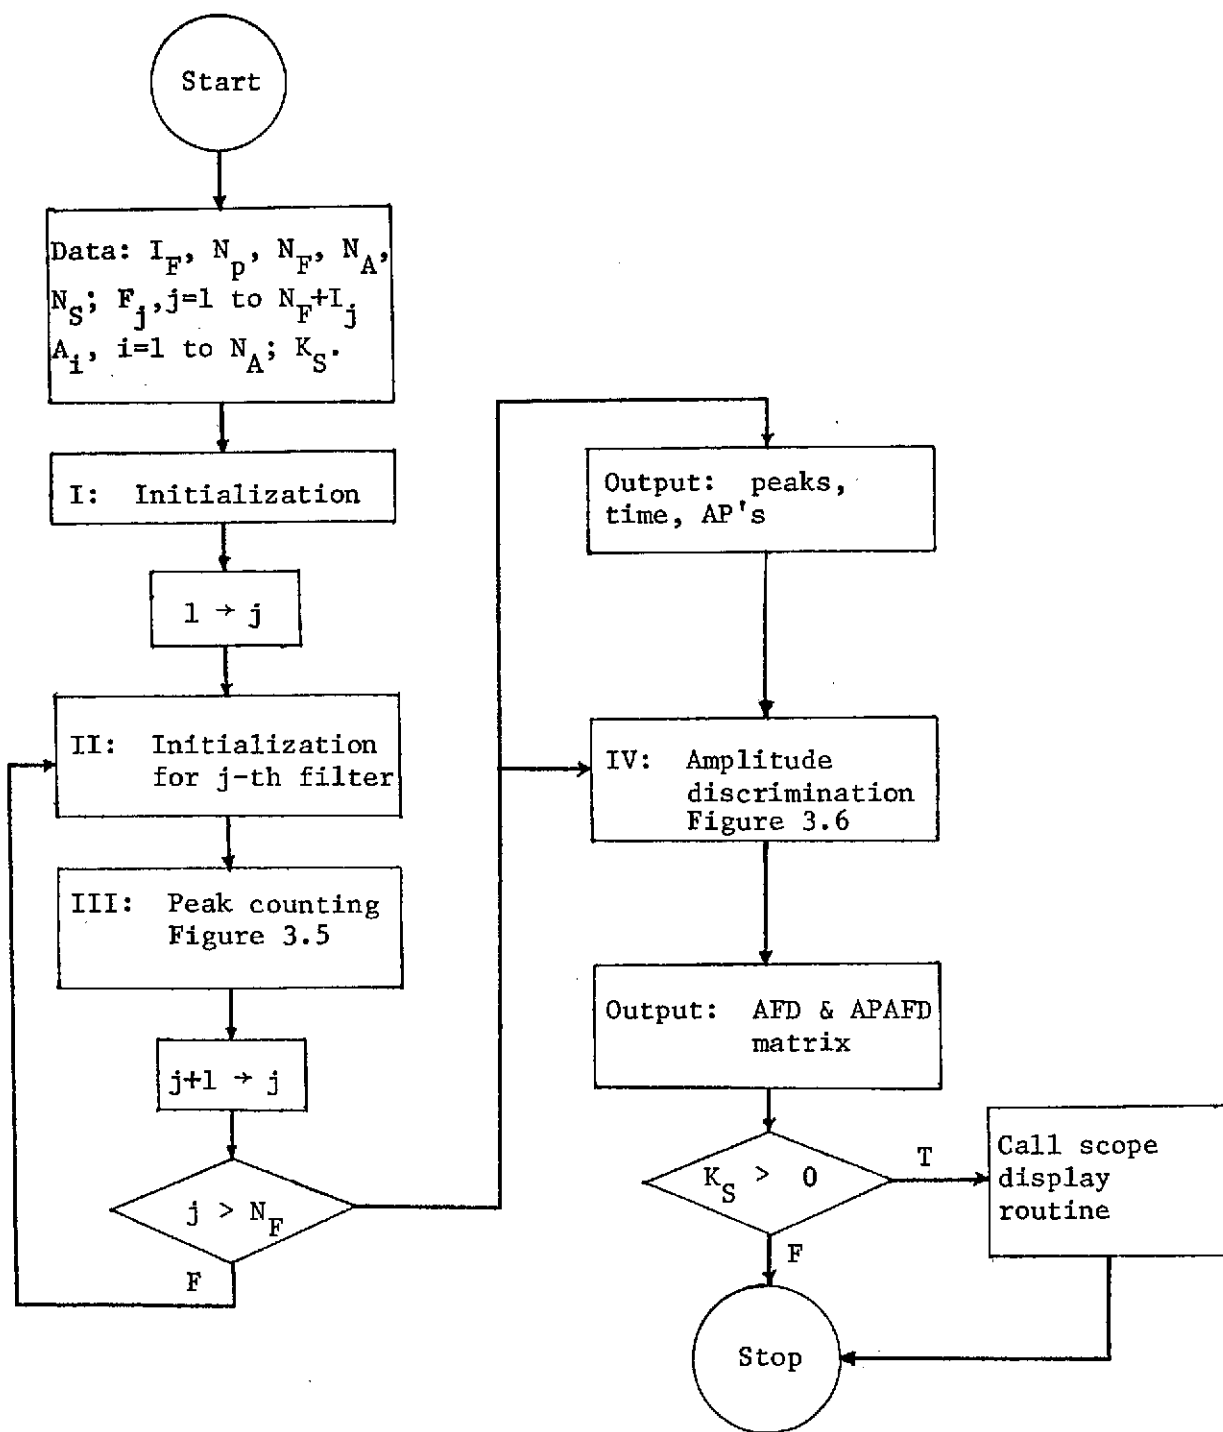 Start
Data: I_F, N_p, N_F, N_A,
N_S; F_j, j=1 to N_F+I_j
A_i, i=1 to N_A; K_S.
I: Initialization
1 → j
II: Initialization
for j-th filter
III: Peak counting
Figure 3.5
j+1 → j
j > N_F
F
Output: peaks,
time, AP's
IV: Amplitude
discrimination
Figure 3.6
Output: AFD & APAFD
matrix
K_S > 0
T
F
Call scope
display
routine
Stop